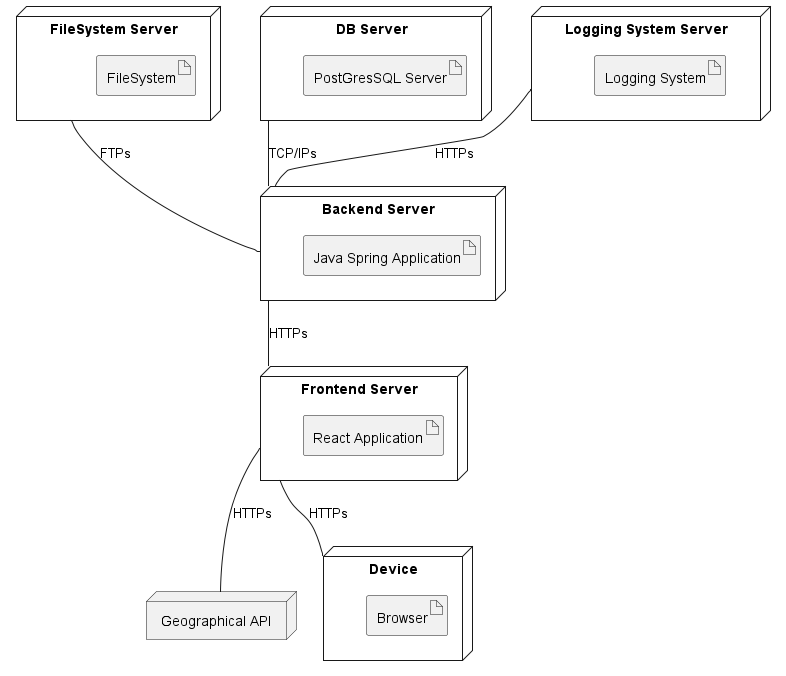 FileSystem Server
FileSystem
DB Server
PostGresSQL Server
Logging System Server
Logging System
FTPs
TCP/IPs
HTTPs
Backend Server
Java Spring Application
HTTPs
Frontend Server
React Application
HTTPs
HTTPs
Device
Browser
Geographical API